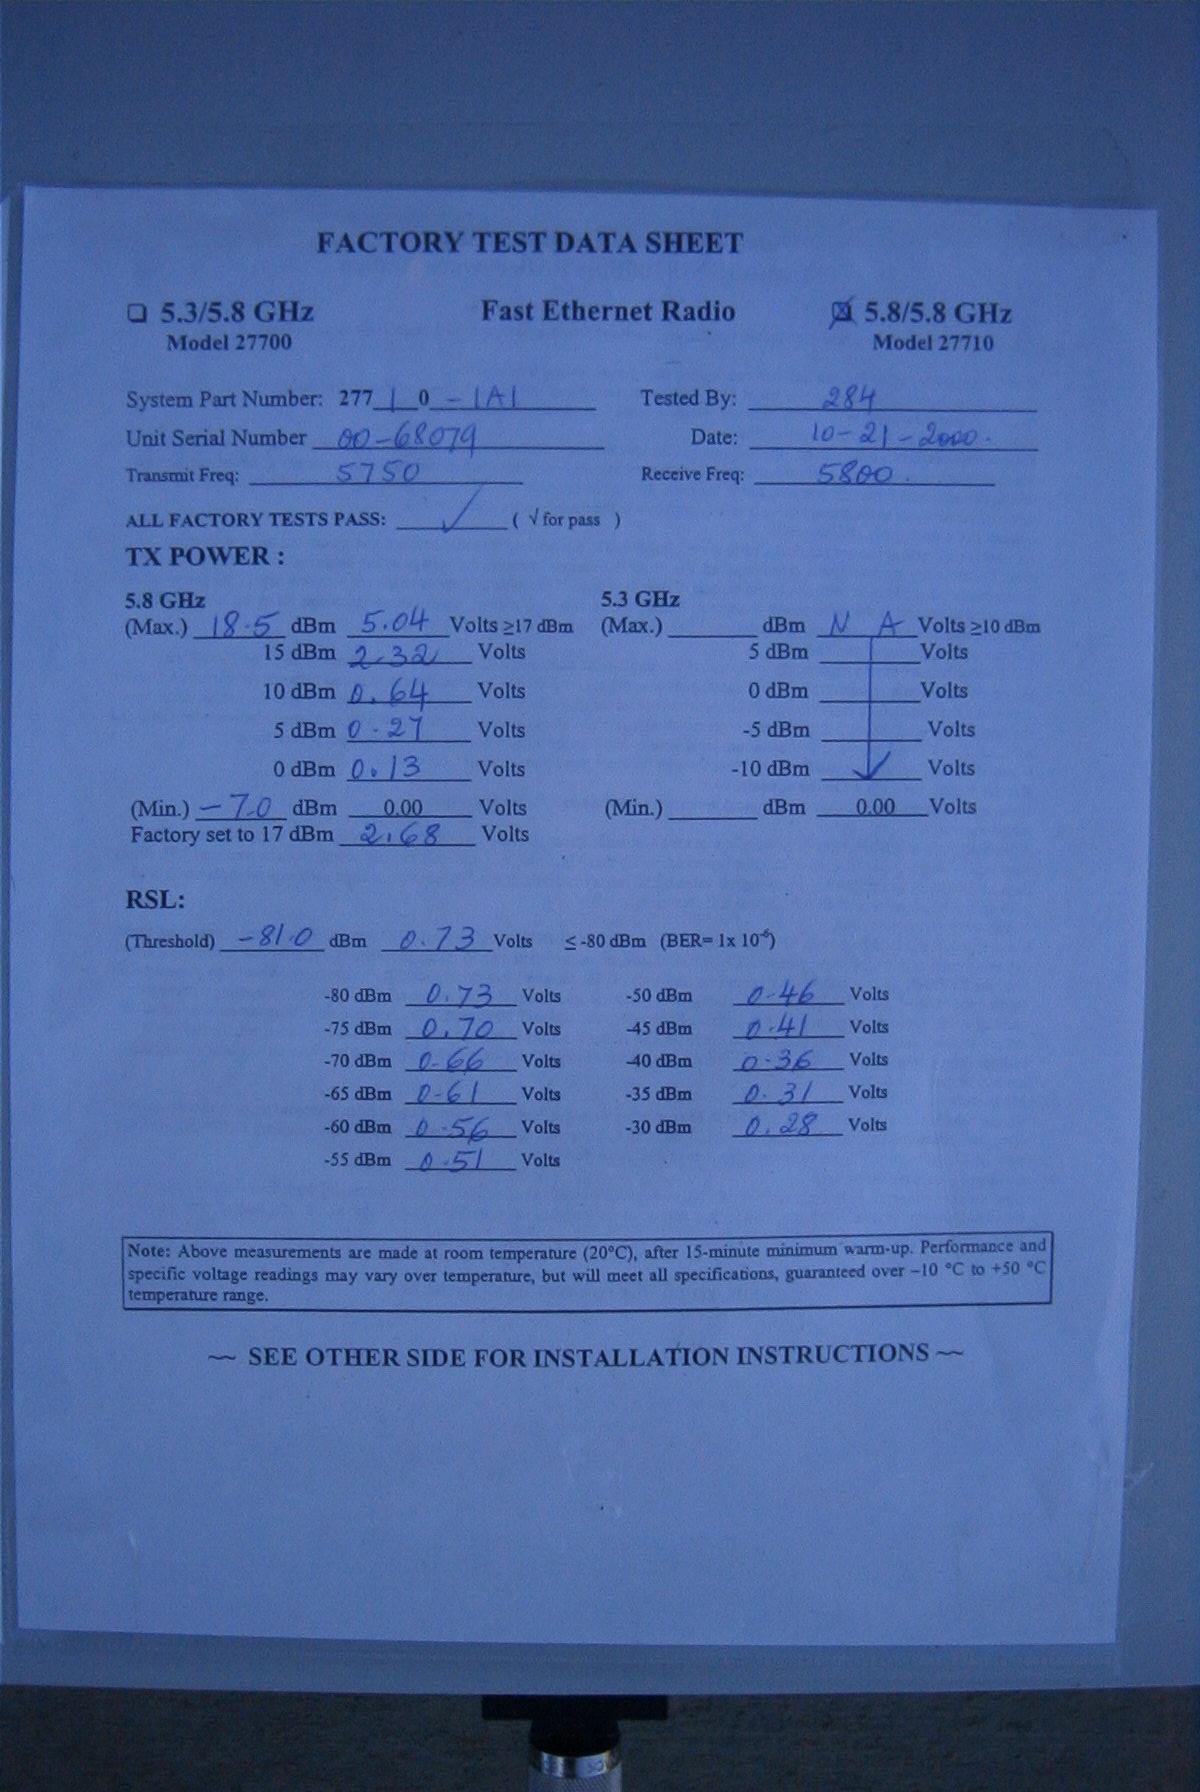 FACTORY TEST DATA SHEET
☐ 5.3/5.8 GHz Fast Ethernet Radio ☒ 5.8/5.8 GHz
Model 27700 Model 27710
System Part Number: 277 1 0 - 1A1 Tested By: 284
Unit Serial Number 00-68079 Date: 10-21-2000.
Transmit Freq: 5750 Receive Freq: 5800.
ALL FACTORY TESTS PASS: ✓ ( √ for pass )
TX POWER :
5.8 GHz 5.3 GHz
(Max.) 18.5 dBm 5.04 Volts ≥17 dBm (Max.) dBm N A Volts ≥10 dBm
15 dBm 2.32 Volts 5 dBm Volts
10 dBm 0.64 Volts 0 dBm Volts
5 dBm 0.27 Volts -5 dBm Volts
0 dBm 0.13 Volts -10 dBm Volts
(Min.) -7.0 dBm 0.00 Volts (Min.) dBm 0.00 Volts
Factory set to 17 dBm 2.68 Volts
RSL:
(Threshold) -81.0 dBm 0.73 Volts ≤ -80 dBm (BER= 1x 10⁻⁶)
-80 dBm 0.73 Volts -50 dBm 0.46 Volts
-75 dBm 0.70 Volts -45 dBm 0.41 Volts
-70 dBm 0.66 Volts -40 dBm 0.36 Volts
-65 dBm 0.61 Volts -35 dBm 0.31 Volts
-60 dBm 0.56 Volts -30 dBm 0.28 Volts
-55 dBm 0.51 Volts
Note: Above measurements are made at room temperature (20°C), after 15-minute minimum warm-up. Performance and
specific voltage readings may vary over temperature, but will meet all specifications, guaranteed over –10 °C to +50 °C
temperature range.
~ SEE OTHER SIDE FOR INSTALLATION INSTRUCTIONS ~